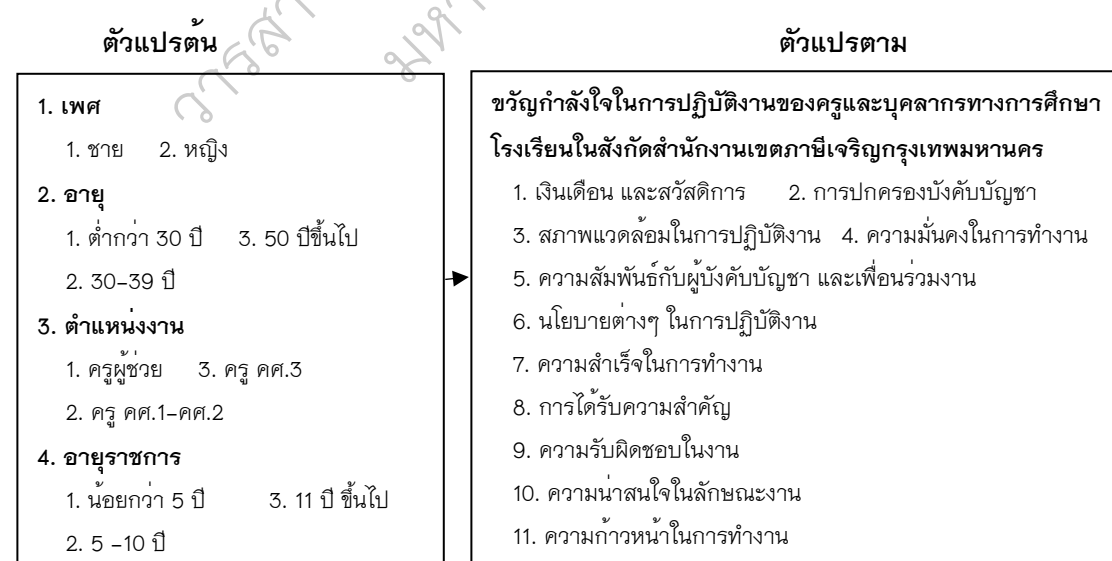 ตัวแปรต้น
1. เพศ
1. ชาย 2. หญิง
2. อายุ
1. ต่ำกว่า 30 ปี 3. 50 ปีขึ้นไป
2. 30-39 ปี
3. ตำแหน่งงาน
1. ครูผู้ช่วย 3. ครู คศ.3
2. ครู คศ.1-คศ.2
4. อายุราชการ
1. น้อยกว่า 5 ปี 3. 11 ปี ขึ้นไป
2. 5 -10 ปี
ตัวแปรตาม
ขวัญกำลังใจในการปฏิบัติงานของครูและบุคลากรทางการศึกษา
โรงเรียนในสังกัดสำนักงานเขตภาษีเจริญกรุงเทพมหานคร
1. เงินเดือน และสวัสดิการ 2. การปกครองบังคับบัญชา
3. สภาพแวดล้อมในการปฏิบัติงาน 4. ความมั่นคงในการทำงาน
5. ความสัมพันธ์กับผู้บังคับบัญชา และเพื่อนร่วมงาน
6. นโยบายต่างๆ ในการปฏิบัติงาน
7. ความสำเร็จในการทำงาน
8. การได้รับความสำคัญ
9. ความรับผิดชอบในงาน
10. ความน่าสนใจในลักษณะงาน
11. ความก้าวหน้าในการทำงาน